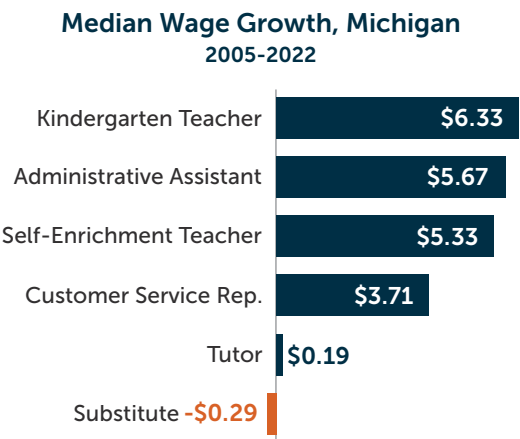 Median Wage Growth, Michigan
2005-2022
Kindergarten Teacher $6.33
Administrative Assistant $5.67
Self-Enrichment Teacher $5.33
Customer Service Rep. $3.71
Tutor $0.19
Substitute -$0.29